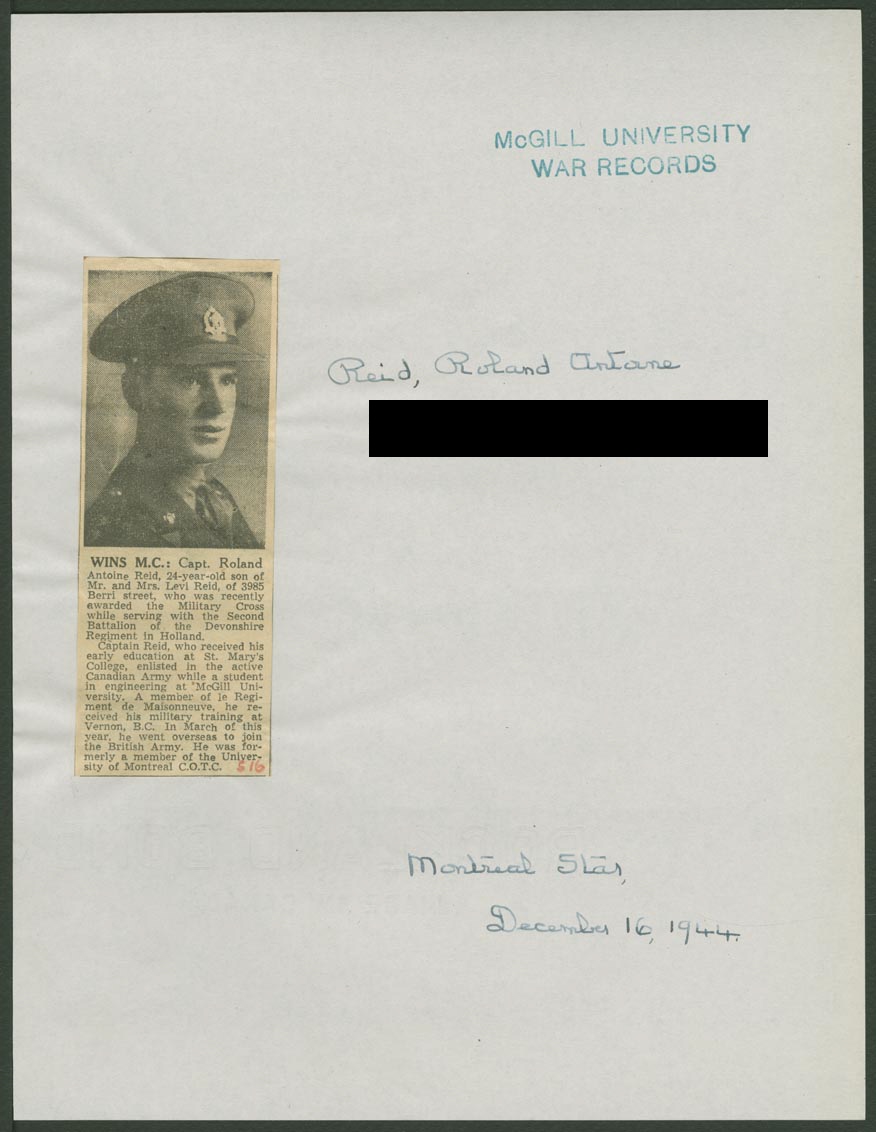 McGILL UNIVERSITY
WAR RECORDS
Reid, Roland Antoine
WINS M.C.: Capt. Roland
Antoine Reid, 24-year-old son of
Mr. and Mrs. Levi Reid, of 3985
Berri street, who was recently
awarded the Military Cross
while serving with the Second
Battalion of the Devonshire
Regiment in Holland.
Captain Reid, who received his
early education at St. Mary's
College, enlisted in the active
Canadian Army while a student
in engineering at McGill Uni-
versity. A member of le Regi-
ment de Maisonneuve, he re-
ceived his military training at
Vernon, B.C. In March of this
year, he went overseas to join
the British Army. He was for-
merly a member of the Univer-
sity of Montreal C.O.T.C. 516
Montreal Star,
December 16, 1944.